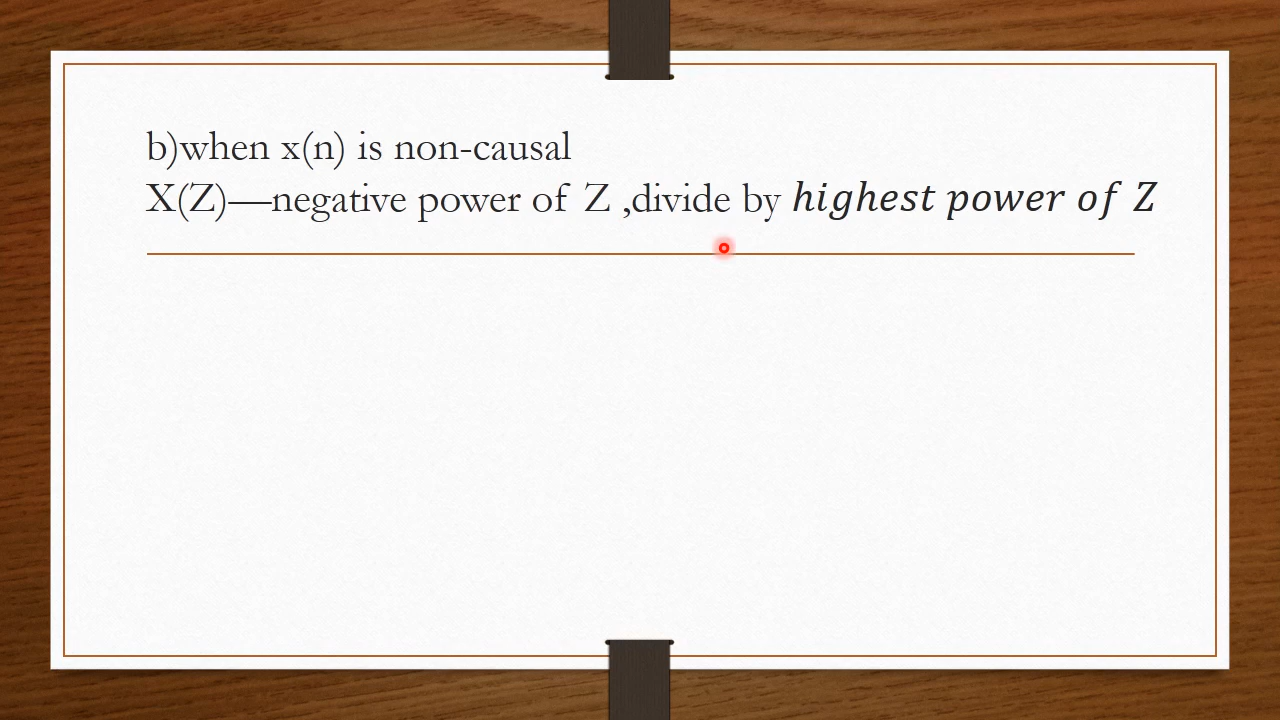 b)when x(n) is non-causal
X(Z)—negative power of Z ,divide by highest power of Z